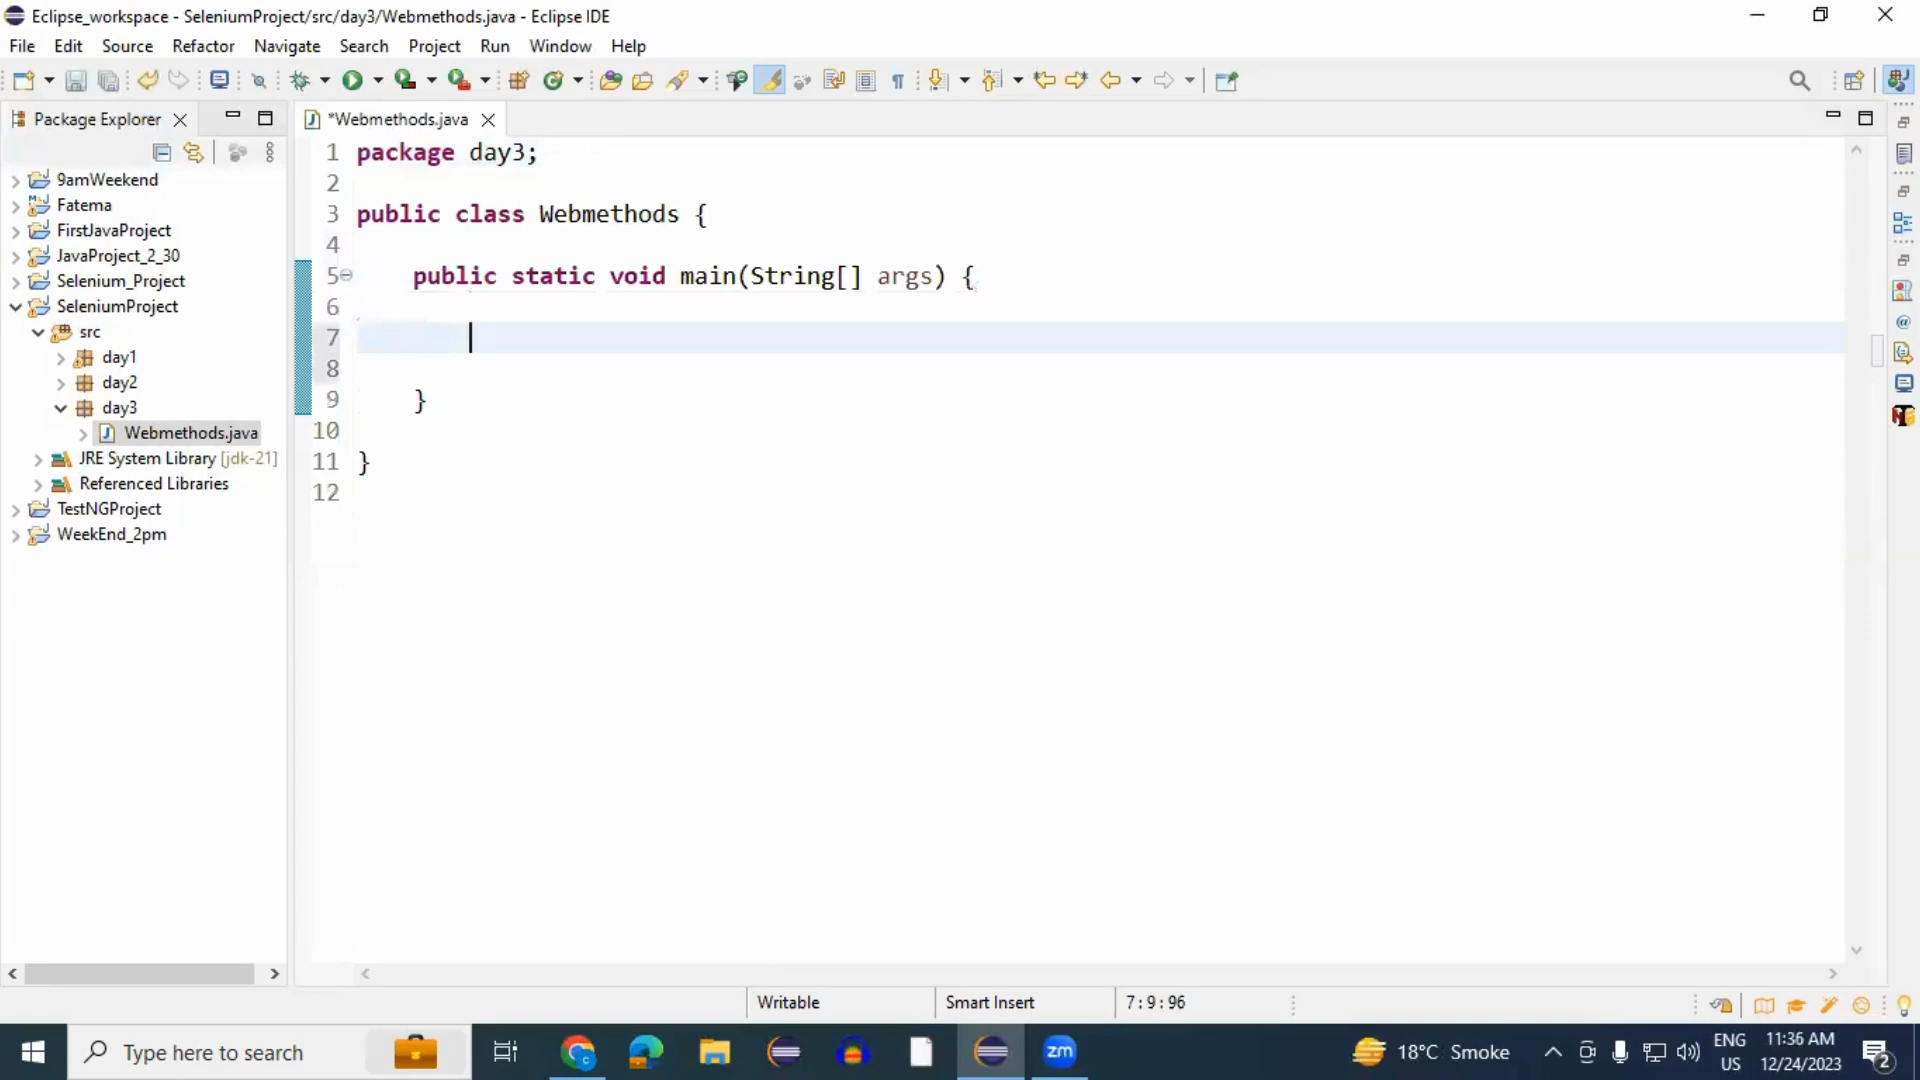 Eclipse_workspace - SeleniumProject/src/day3/Webmethods.java - Eclipse IDE
File Edit Source Refactor Navigate Search Project Run Window Help
Package Explorer
*Webmethods.java
9amWeekend
Fatema
FirstJavaProject
JavaProject_2_30
Selenium_Project
SeleniumProject
src
day1
day2
day3
Webmethods.java
JRE System Library [jdk-21]
Referenced Libraries
TestNGProject
WeekEnd_2pm
1 package day3;
2
3 public class Webmethods {
4
5 public static void main(String[] args) {
6
7
8
9 }
10
11 }
12
Writable Smart Insert 7:9:96
Type here to search
zm
18°C Smoke
ENG
US
11:36 AM
12/24/2023
2